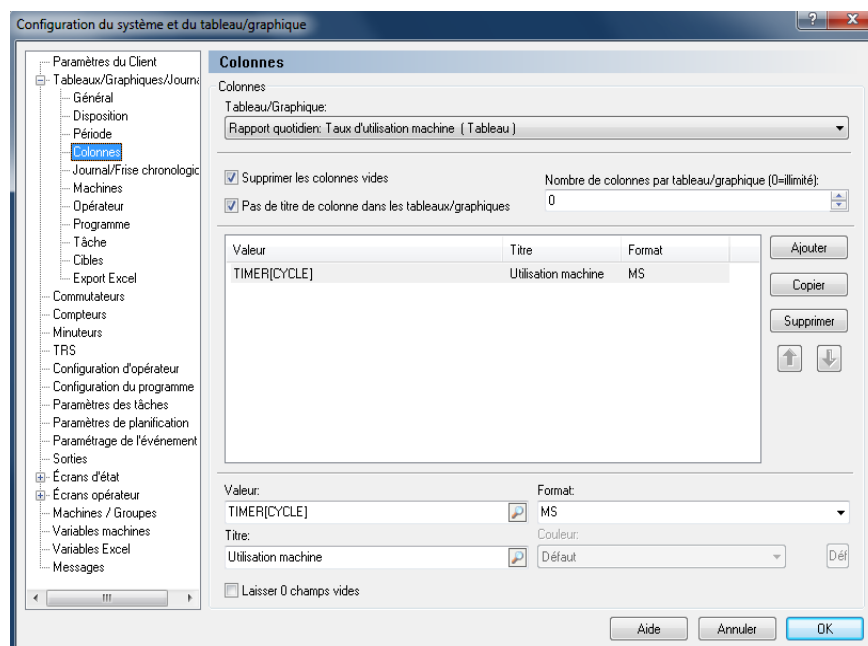 Configuration du système et du tableau/graphique
Paramètres du Client
Tableaux/Graphiques/Journa
Général
Disposition
Période
Colonnes
Journal/Frise chronologic
Machines
Opérateur
Programme
Tâche
Cibles
Export Excel
Commutateurs
Compteurs
Minuteurs
TRS
Configuration d'opérateur
Configuration du programme
Paramètres des tâches
Paramètres de planification
Paramétrage de l'événement
Sorties
Écrans d'état
Écrans opérateur
Machines / Groupes
Variables machines
Variables Excel
Messages
Colonnes
Colonnes
Tableau/Graphique:
Rapport quotidien: Taux d'utilisation machine ( Tableau )
Supprimer les colonnes vides
Pas de titre de colonne dans les tableaux/graphiques
Nombre de colonnes par tableau/graphique (0=illimité):
0
Valeur Titre Format
TIMER[CYCLE] Utilisation machine MS
Ajouter
Copier
Supprimer
Valeur: Format:
TIMER[CYCLE] MS
Titre: Couleur:
Utilisation machine Défaut Déf
Laisser 0 champs vides
Aide Annuler OK